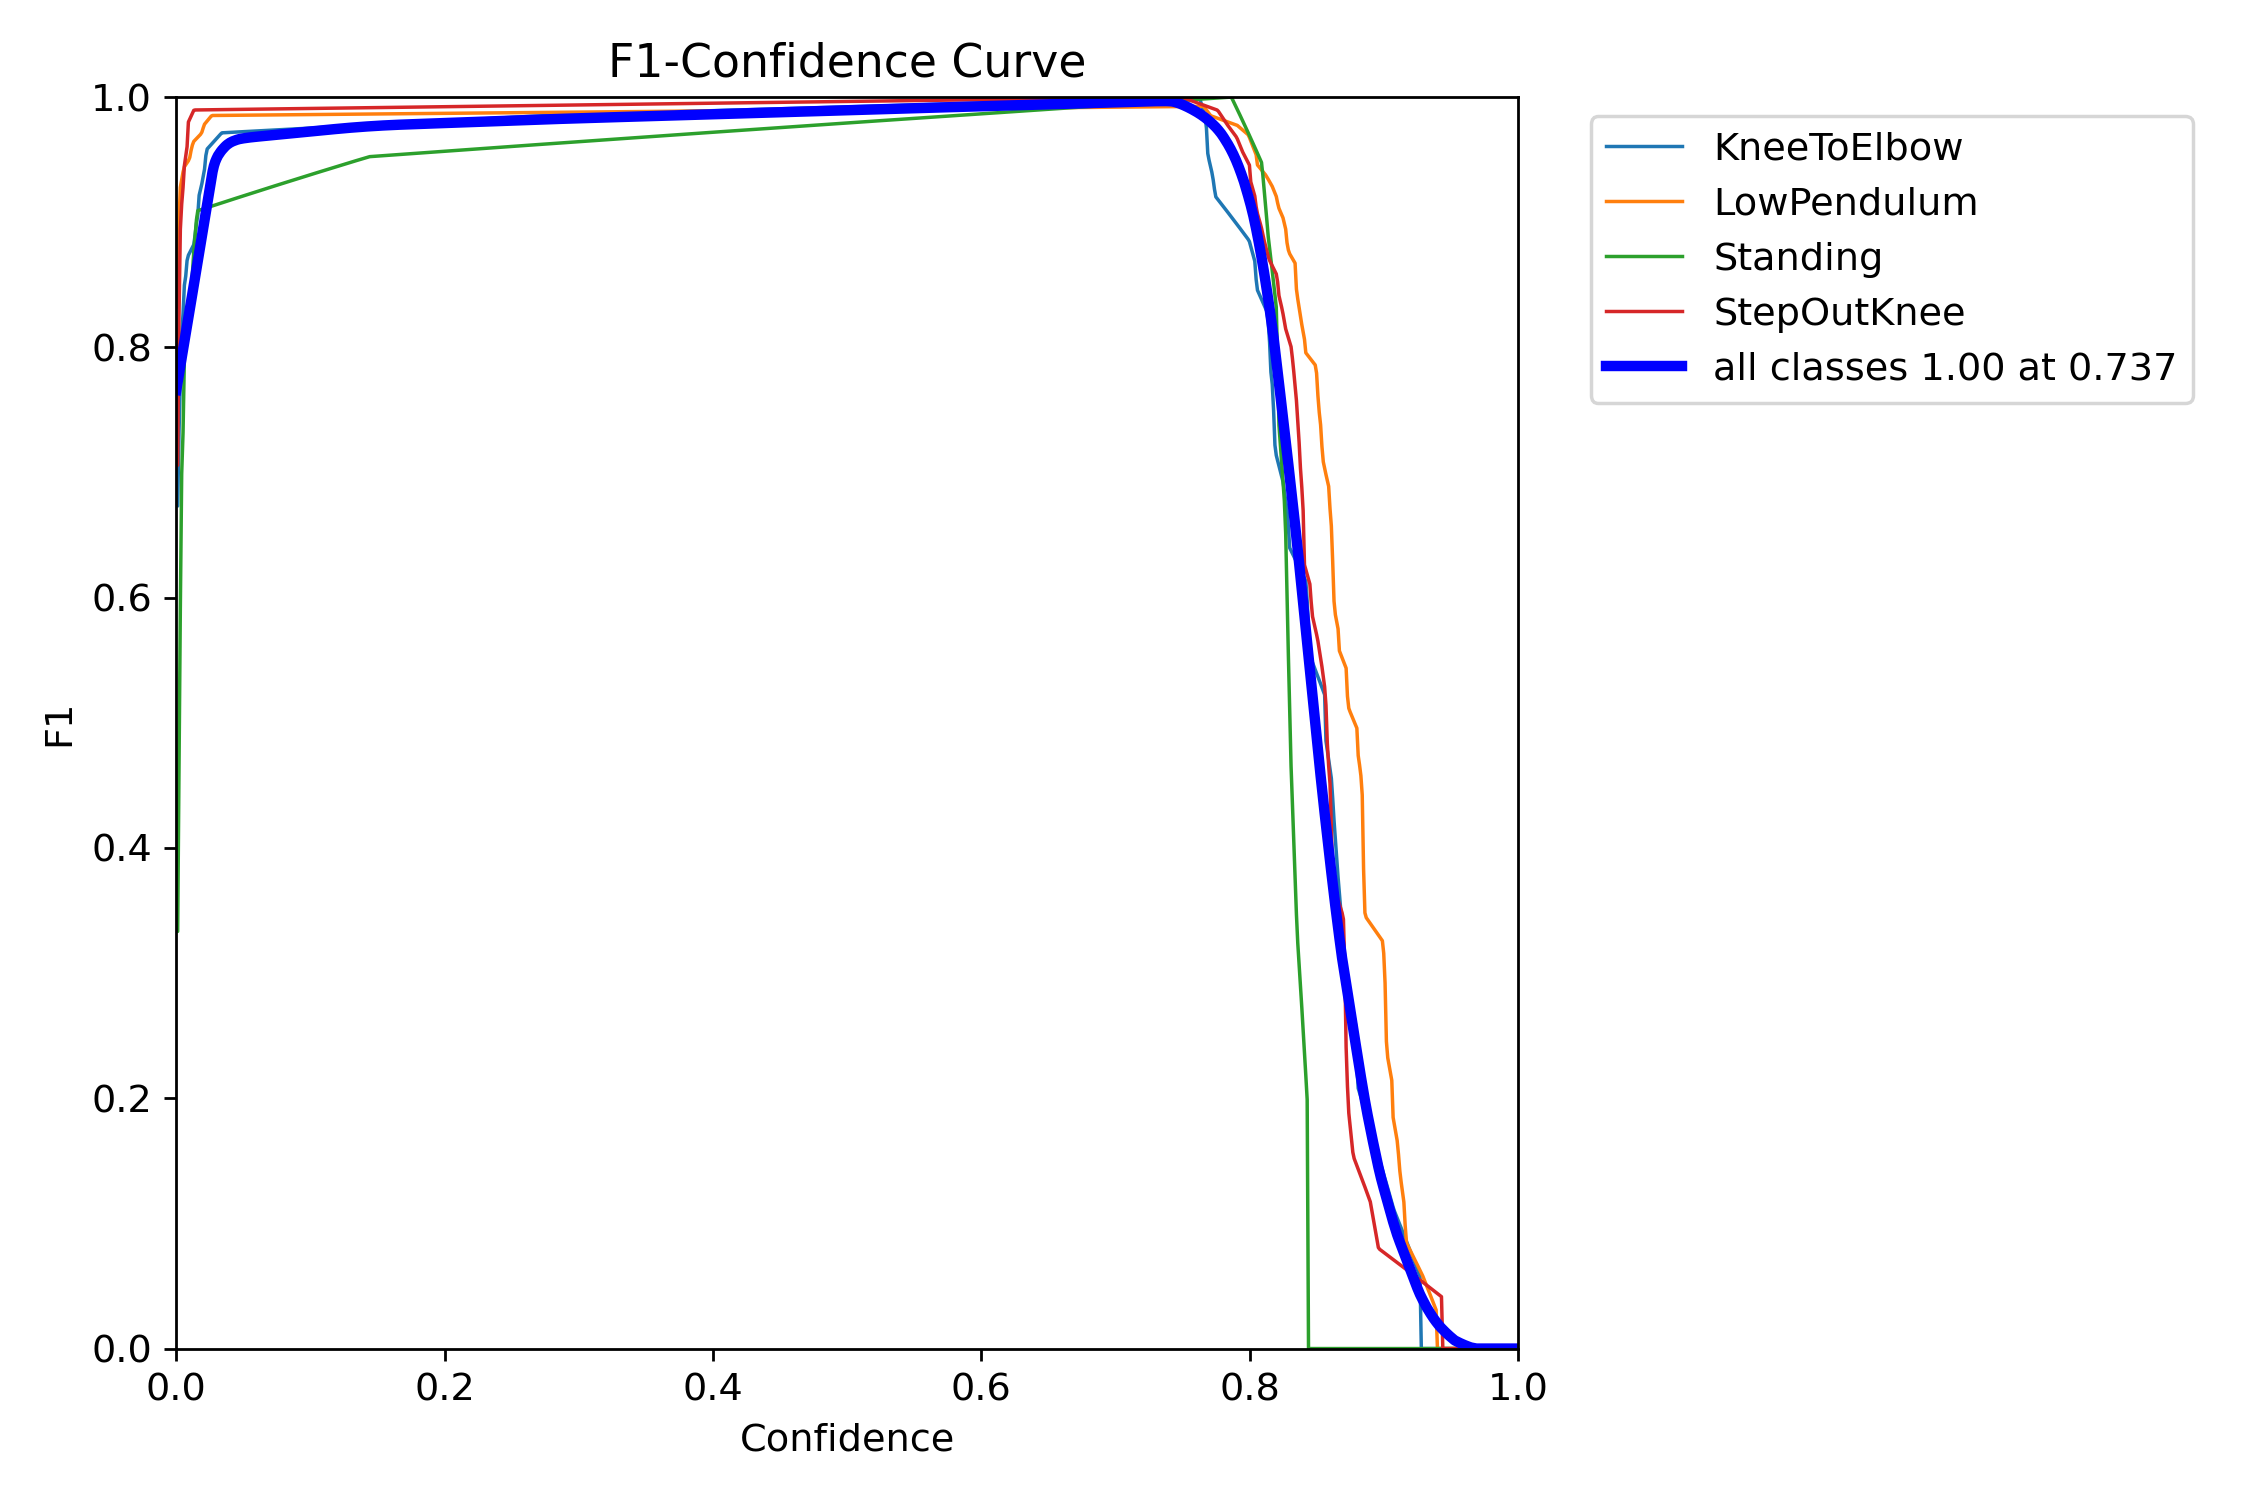 F1-Confidence Curve
1.0
0.8
0.6
0.4
0.2
0.0
F1
0.0 0.2 0.4 0.6 0.8 1.0
Confidence
KneeToElbow
LowPendulum
Standing
StepOutKnee
all classes 1.00 at 0.737